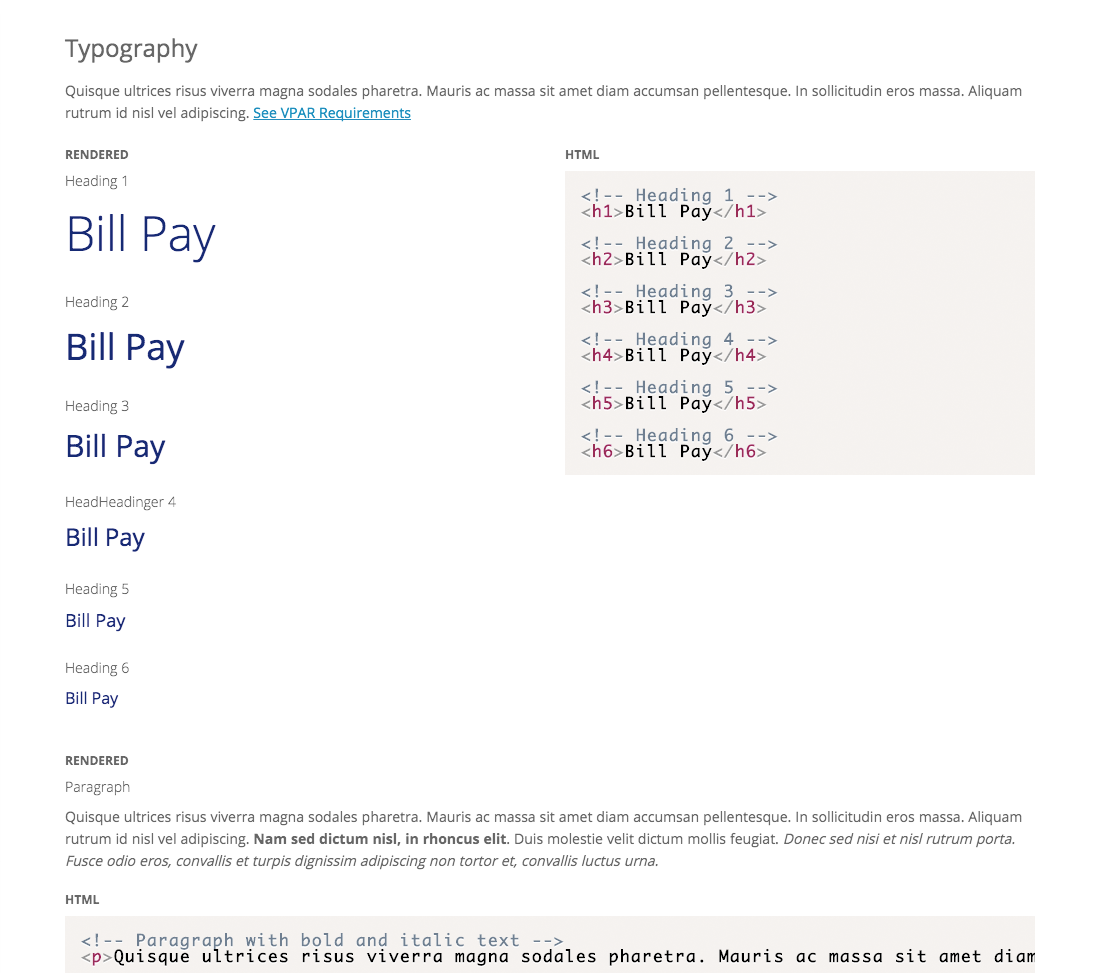 Typography
Quisque ultrices risus viverra magna sodales pharetra. Mauris ac massa sit amet diam accumsan pellentesque. In sollicitudin eros massa. Aliquam
rutrum id nisl vel adipiscing. See VPAR Requirements
RENDERED
Heading 1
Bill Pay
Heading 2
Bill Pay
Heading 3
Bill Pay
HeadHeadinger 4
Bill Pay
Heading 5
Bill Pay
Heading 6
Bill Pay
HTML
<!-- Heading 1 -->
<h1>Bill Pay</h1>
<!-- Heading 2 -->
<h2>Bill Pay</h2>
<!-- Heading 3 -->
<h3>Bill Pay</h3>
<!-- Heading 4 -->
<h4>Bill Pay</h4>
<!-- Heading 5 -->
<h5>Bill Pay</h5>
<!-- Heading 6 -->
<h6>Bill Pay</h6>
RENDERED
Paragraph
Quisque ultrices risus viverra magna sodales pharetra. Mauris ac massa sit amet diam accumsan pellentesque. In sollicitudin eros massa. Aliquam
rutrum id nisl vel adipiscing. Nam sed dictum nisl, in rhoncus elit. Duis molestie velit dictum mollis feugiat. Donec sed nisi et nisl rutrum porta.
Fusce odio eros, convallis et turpis dignissim adipiscing non tortor et, convallis luctus urna.
HTML
<!-- Paragraph with bold and italic text -->
<p>Quisque ultrices risus viverra magna sodales pharetra. Mauris ac massa sit amet diam